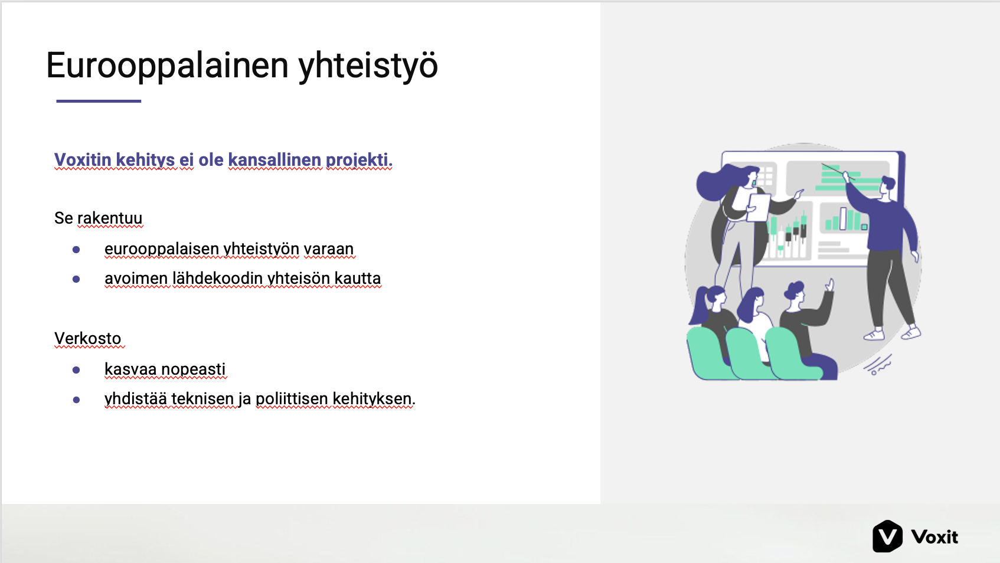 Eurooppalainen yhteistyö
Voxitin kehitys ei ole kansallinen projekti.
Se rakentuu
● eurooppalaisen yhteistyön varaan
● avoimen lähdekoodin yhteisön kautta
Verkosto
● kasvaa nopeasti
● yhdistää teknisen ja poliittisen kehityksen.
Voxit